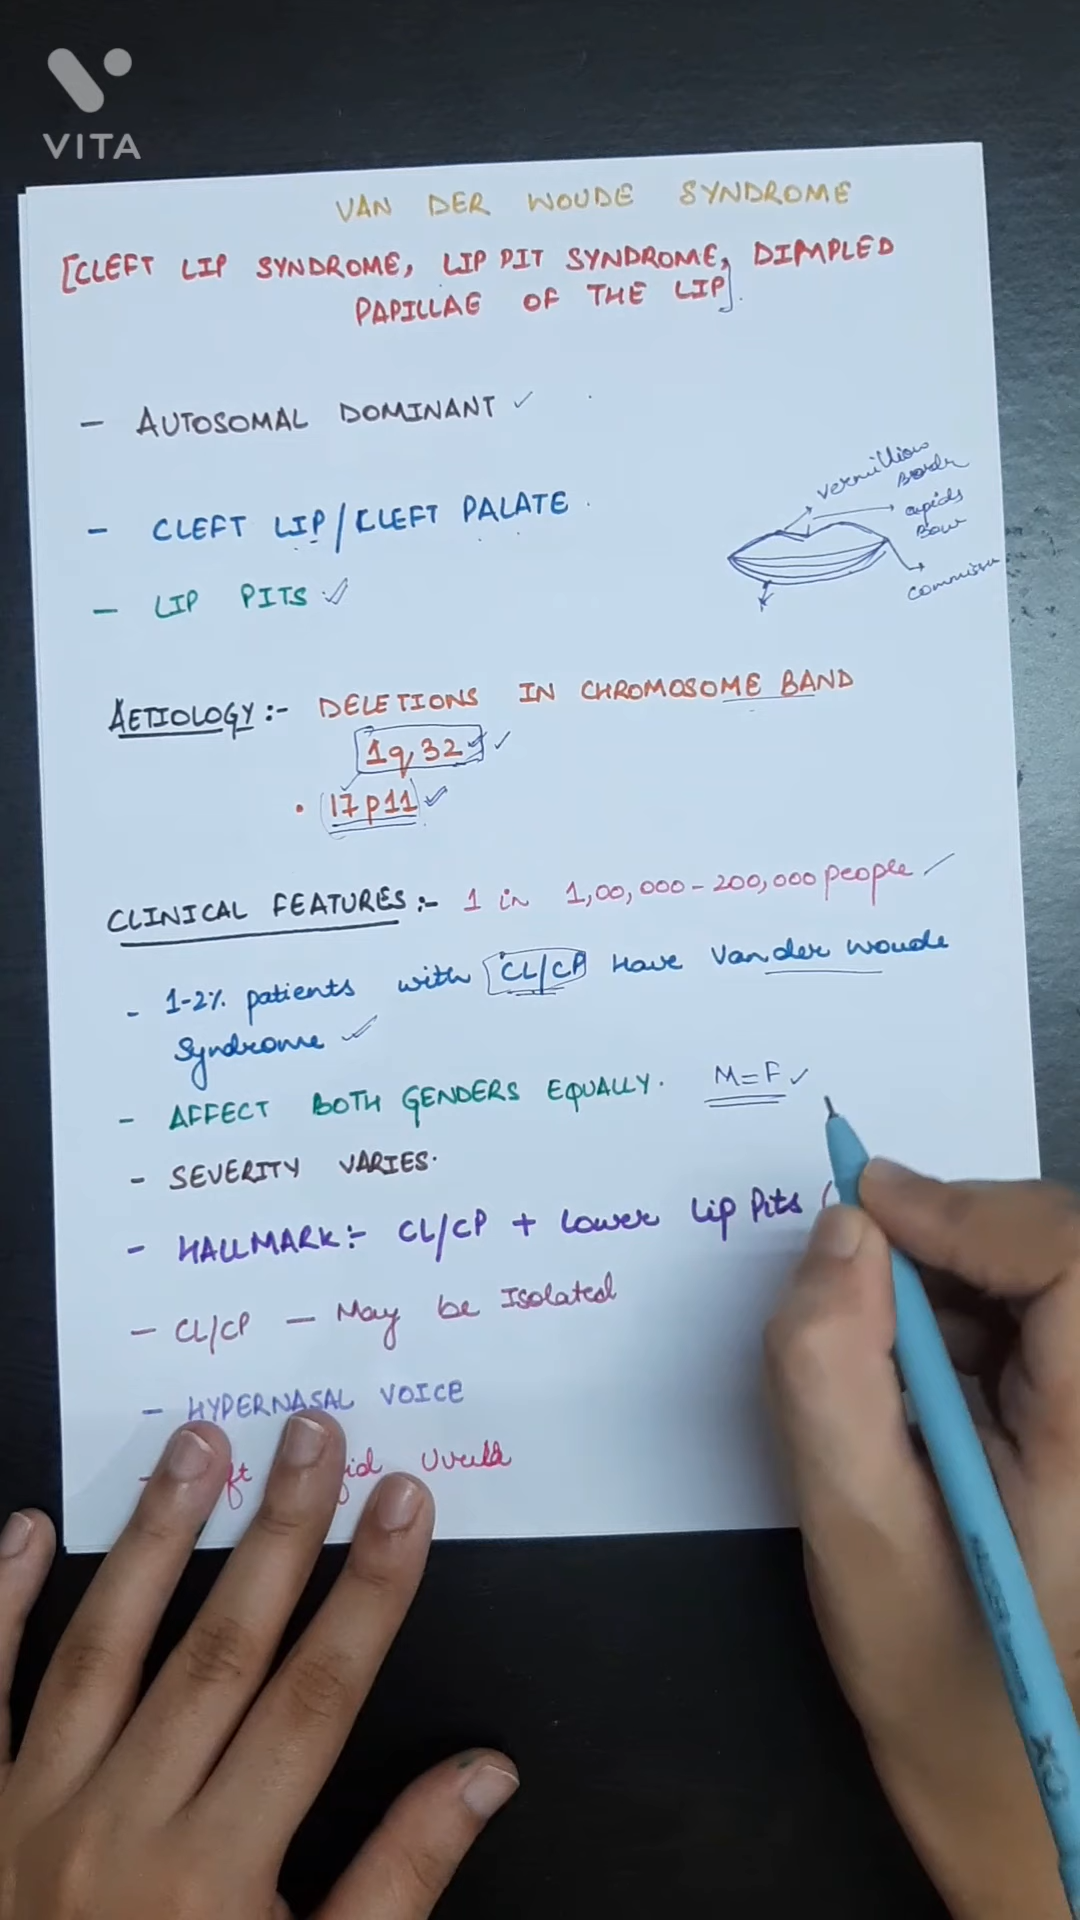 VITA
VAN DER WOUDE SYNDROME
[CLEFT LIP SYNDROME, LIP PIT SYNDROME, DIMPLED
PAPILLAE OF THE LIP].
- AUTOSOMAL DOMINANT ✓
- CLEFT LIP/CLEFT PALATE.
- LIP PITS ✓
vermillion
Border
cupids
Bow
commissu
AETIOLOGY:- DELETIONS IN CHROMOSOME BAND
1q,32 ✓
• 17p11 ✓
CLINICAL FEATURES:- 1 in 1,00,000-200,000 people ✓
- 1-2% patients with CL/CP Have Van der Woude
Syndrome ✓
- AFFECT BOTH GENDERS EQUALLY. M=F ✓
- SEVERITY VARIES.
- HALLMARK:- CL/CP + Lower Lip Pits (
- CL/CP - May be Isolated
- HYPERNASAL VOICE
Uvula